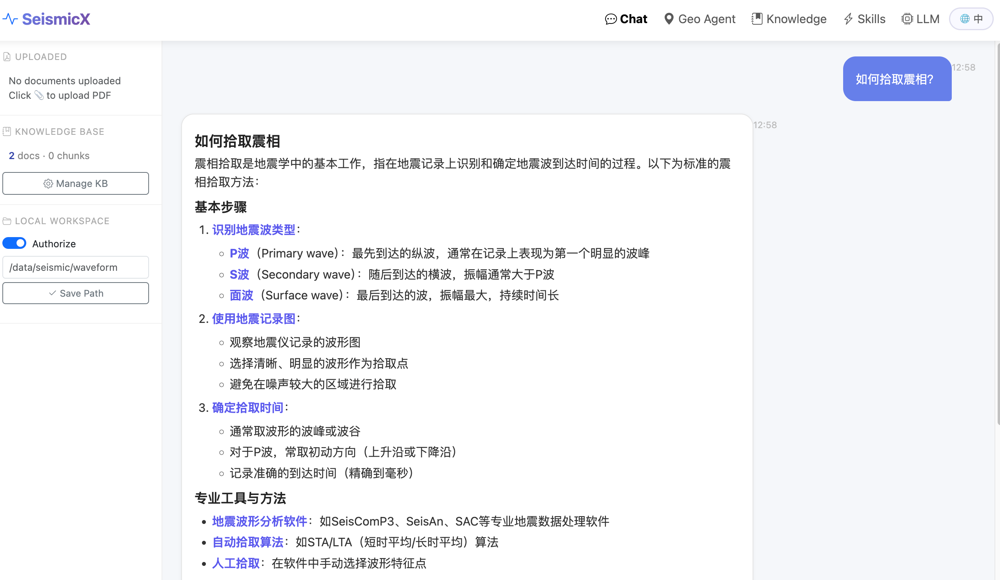 SeismicX
Chat
Geo Agent
Knowledge
Skills
LLM
中
UPLOADED
No documents uploaded
Click 📎 to upload PDF
KNOWLEDGE BASE
2 docs · 0 chunks
Manage KB
LOCAL WORKSPACE
Authorize
/data/seismic/waveform
Save Path
如何拾取震相?
12:58
12:58
如何拾取震相
震相拾取是地震学中的基本工作，指在地震记录上识别和确定地震波到达时间的过程。以下为标准的震
相拾取方法：
基本步骤
1. 识别地震波类型：
○ P波（Primary wave）：最先到达的纵波，通常在记录上表现为第一个明显的波峰
○ S波（Secondary wave）：随后到达的横波，振幅通常大于P波
○ 面波（Surface wave）：最后到达的波，振幅最大，持续时间长
2. 使用地震记录图：
○ 观察地震仪记录的波形图
○ 选择清晰、明显的波形作为拾取点
○ 避免在噪声较大的区域进行拾取
3. 确定拾取时间：
○ 通常取波形的波峰或波谷
○ 对于P波，常取初动方向（上升沿或下降沿）
○ 记录准确的到达时间（精确到毫秒）
专业工具与方法
• 地震波形分析软件：如SeisComP3、SeisAn、SAC等专业地震数据处理软件
• 自动拾取算法：如STA/LTA（短时平均/长时平均）算法
• 人工拾取：在软件中手动选择波形特征点